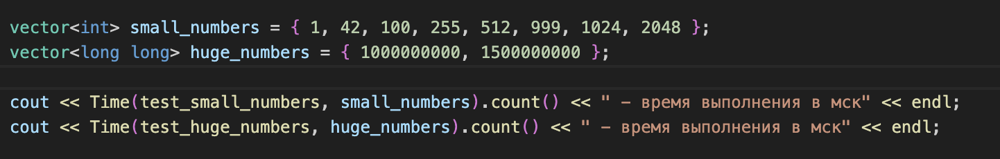 vector<int> small_numbers = { 1, 42, 100, 255, 512, 999, 1024, 2048 };
vector<long long> huge_numbers = { 1000000000, 1500000000 };
cout << Time(test_small_numbers, small_numbers).count() << " - время выполнения в мск" << endl;
cout << Time(test_huge_numbers, huge_numbers).count() << " - время выполнения в мск" << endl;